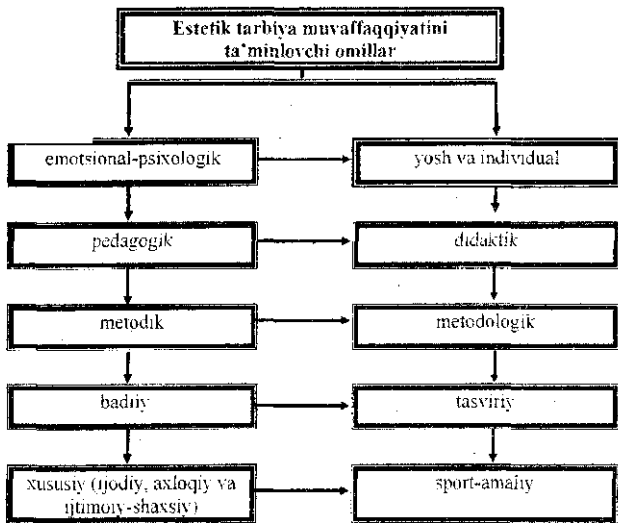 Estetik tarbiya muvaffaqqiyatini
ta'minlovchi omillar
emotsional-psixologik
yosh va individual
pedagogik
didaktik
metodik
metodologik
badiiy
tasviriy
xususiy (ijodiy, axloqiy va
ijtimoiy-shaxsiy)
sport-amaliy